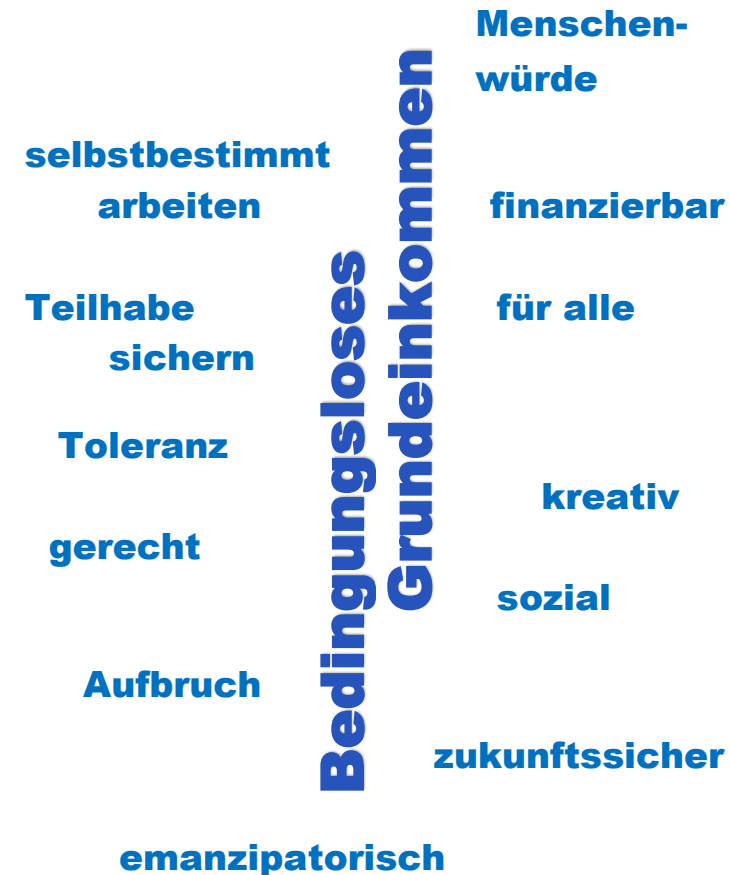 Menschen-
würde
selbstbestimmt
arbeiten
finanzierbar
Teilhabe
sichern
für alle
Bedingungsloses
Grundeinkommen
Toleranz
kreativ
gerecht
sozial
Aufbruch
zukunftssicher
emanzipatorisch